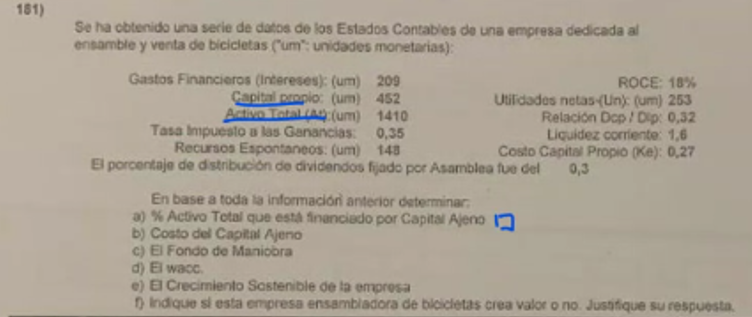 181)
Se ha obtenido una serie de datos de los Estados Contables de una empresa dedicada al
ensamble y venta de bicicletas ("um": unidades monetarias):
Gastos Financieros (Intereses): (um) 209 ROCE: 18%
Capital propio: (um) 452 Utilidades netas-(Un): (um) 253
Activo Total (At):(um) 1410 Relación Dcp / Dlp: 0,32
Tasa Impuesto a las Ganancias: 0,35 Liquidez corriente: 1,6
Recursos Espontaneos: (um) 148 Costo Capital Propio (Ke): 0,27
El porcentaje de distribución de dividendos fijado por Asamblea fue del 0,3
En base a toda la información anterior determinar:
a) % Activo Total que está financiado por Capital Ajeno
b) Costo del Capital Ajeno
c) El Fondo de Maniobra
d) El wacc.
e) El Crecimiento Sostenible de la empresa
f) Indique si esta empresa ensambladora de bicicletas crea valor o no. Justifique su respuesta.